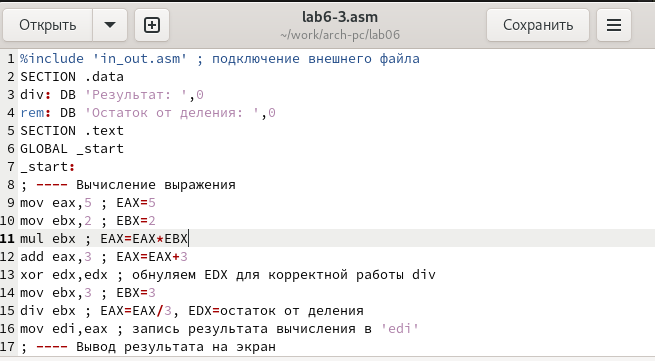 Открыть
lab6-3.asm
~/work/arch-pc/lab06
Сохранить
1 %include 'in_out.asm' ; подключение внешнего файла
2 SECTION .data
3 div: DB 'Результат: ',0
4 rem: DB 'Остаток от деления: ',0
5 SECTION .text
6 GLOBAL _start
7 _start:
8 ; ---- Вычисление выражения
9 mov eax,5 ; EAX=5
10 mov ebx,2 ; EBX=2
11 mul ebx ; EAX=EAX*EBX
12 add eax,3 ; EAX=EAX+3
13 xor edx,edx ; обнуляем EDX для корректной работы div
14 mov ebx,3 ; EBX=3
15 div ebx ; EAX=EAX/3, EDX=остаток от деления
16 mov edi,eax ; запись результата вычисления в 'edi'
17 ; ---- Вывод результата на экран